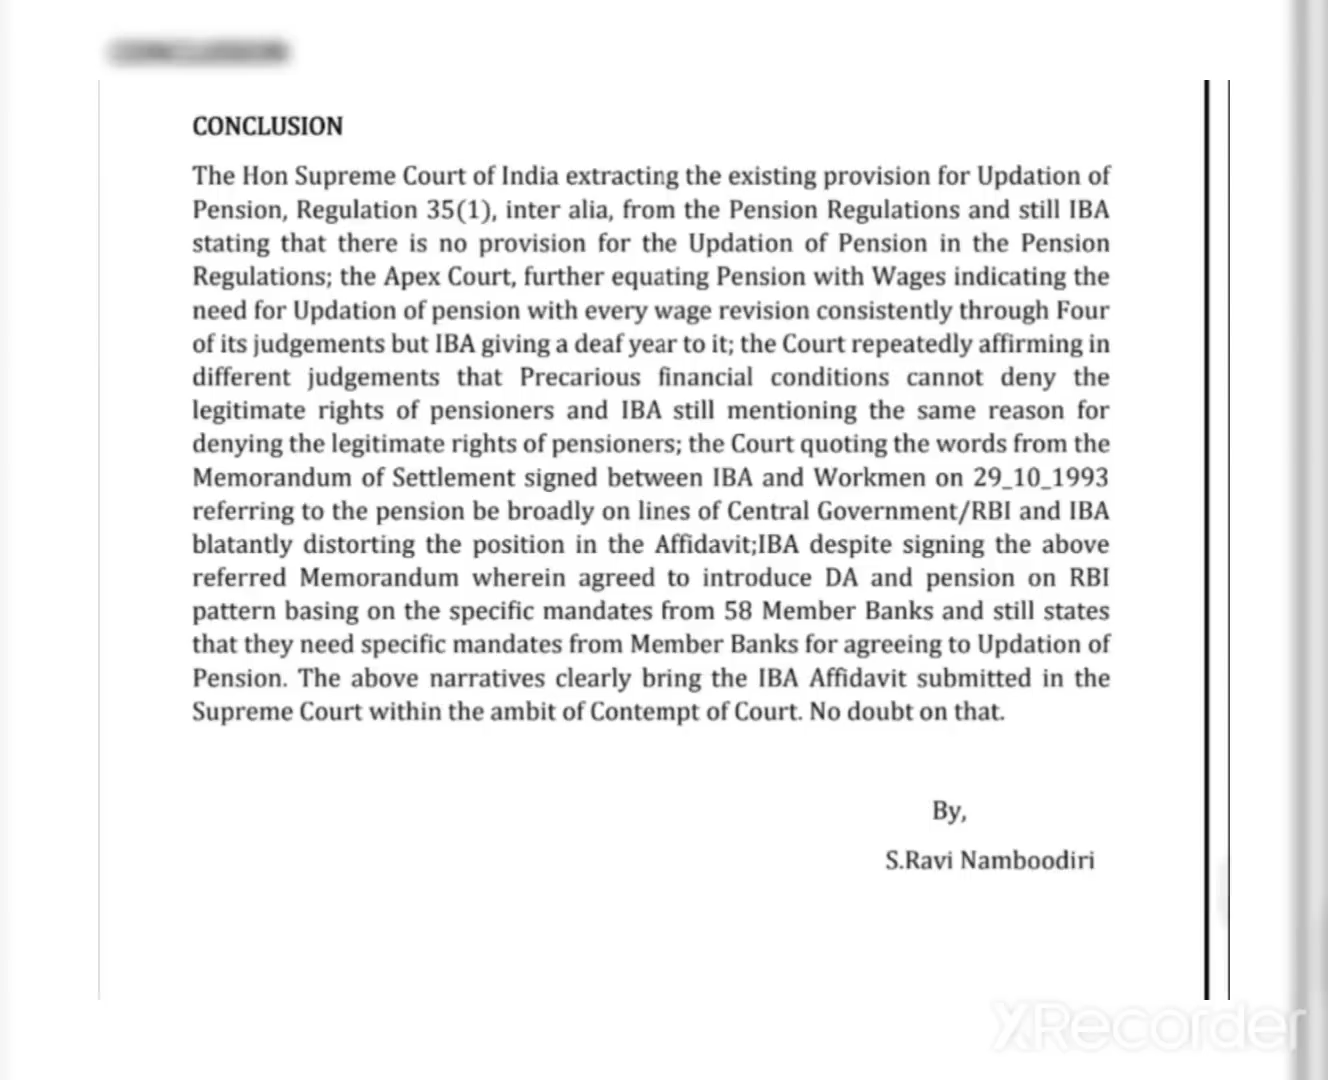 CONCLUSION
The Hon Supreme Court of India extracting the existing provision for Updation of
Pension, Regulation 35(1), inter alia, from the Pension Regulations and still IBA
stating that there is no provision for the Updation of Pension in the Pension
Regulations; the Apex Court, further equating Pension with Wages indicating the
need for Updation of pension with every wage revision consistently through Four
of its judgements but IBA giving a deaf year to it; the Court repeatedly affirming in
different judgements that Precarious financial conditions cannot deny the
legitimate rights of pensioners and IBA still mentioning the same reason for
denying the legitimate rights of pensioners; the Court quoting the words from the
Memorandum of Settlement signed between IBA and Workmen on 29_10_1993
referring to the pension be broadly on lines of Central Government/RBI and IBA
blatantly distorting the position in the Affidavit;IBA despite signing the above
referred Memorandum wherein agreed to introduce DA and pension on RBI
pattern basing on the specific mandates from 58 Member Banks and still states
that they need specific mandates from Member Banks for agreeing to Updation of
Pension. The above narratives clearly bring the IBA Affidavit submitted in the
Supreme Court within the ambit of Contempt of Court. No doubt on that.
By,
S.Ravi Namboodiri
XRecorder